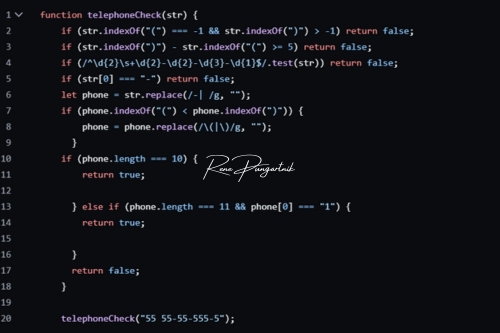 1 function telephoneCheck(str) {
2 if (str.indexOf("(") === -1 && str.indexOf(")") > -1) return false;
3 if (str.indexOf(")") - str.indexOf("(") >= 5) return false;
4 if (/^\d{2}\s+\d{2}-\d{2}-\d{3}-\d{1}$/.test(str)) return false;
5 if (str[0] === "-") return false;
6 let phone = str.replace(/-| /g, "");
7 if (phone.indexOf("(") < phone.indexOf(")")) {
8 phone = phone.replace(/\(|\)/g, "");
9 }
10 if (phone.length === 10) {
11 return true;
Rene Pungartnik
12
13 } else if (phone.length === 11 && phone[0] === "1") {
14 return true;
15
16 }
17 return false;
18 }
19
20 telephoneCheck("55 55-55-555-5");